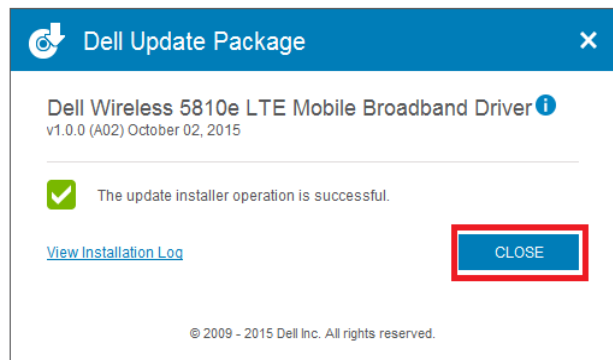 Dell Update Package
Dell Wireless 5810e LTE Mobile Broadband Driver
v1.0.0 (A02) October 02, 2015
The update installer operation is successful.
View Installation Log
CLOSE
© 2009 - 2015 Dell Inc. All rights reserved.